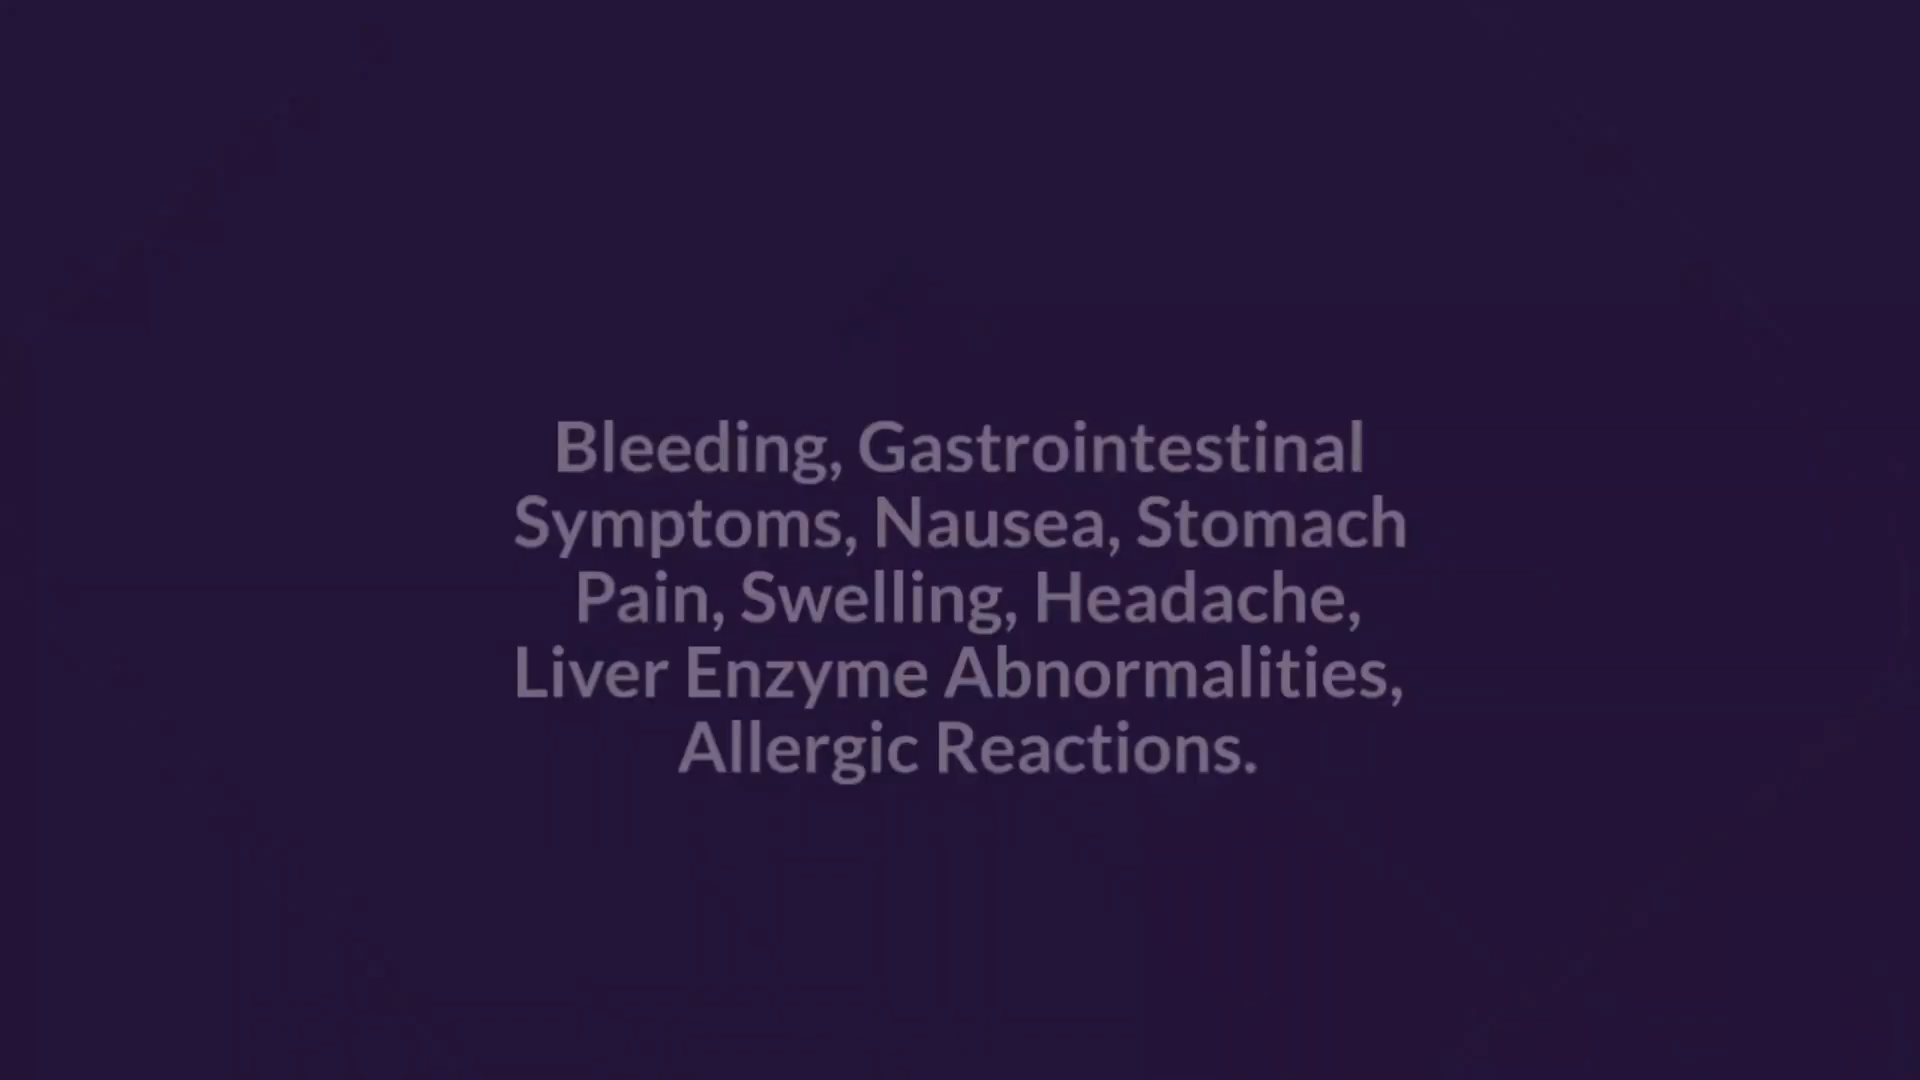 Bleeding, Gastrointestinal
Symptoms, Nausea, Stomach
Pain, Swelling, Headache,
Liver Enzyme Abnormalities,
Allergic Reactions.